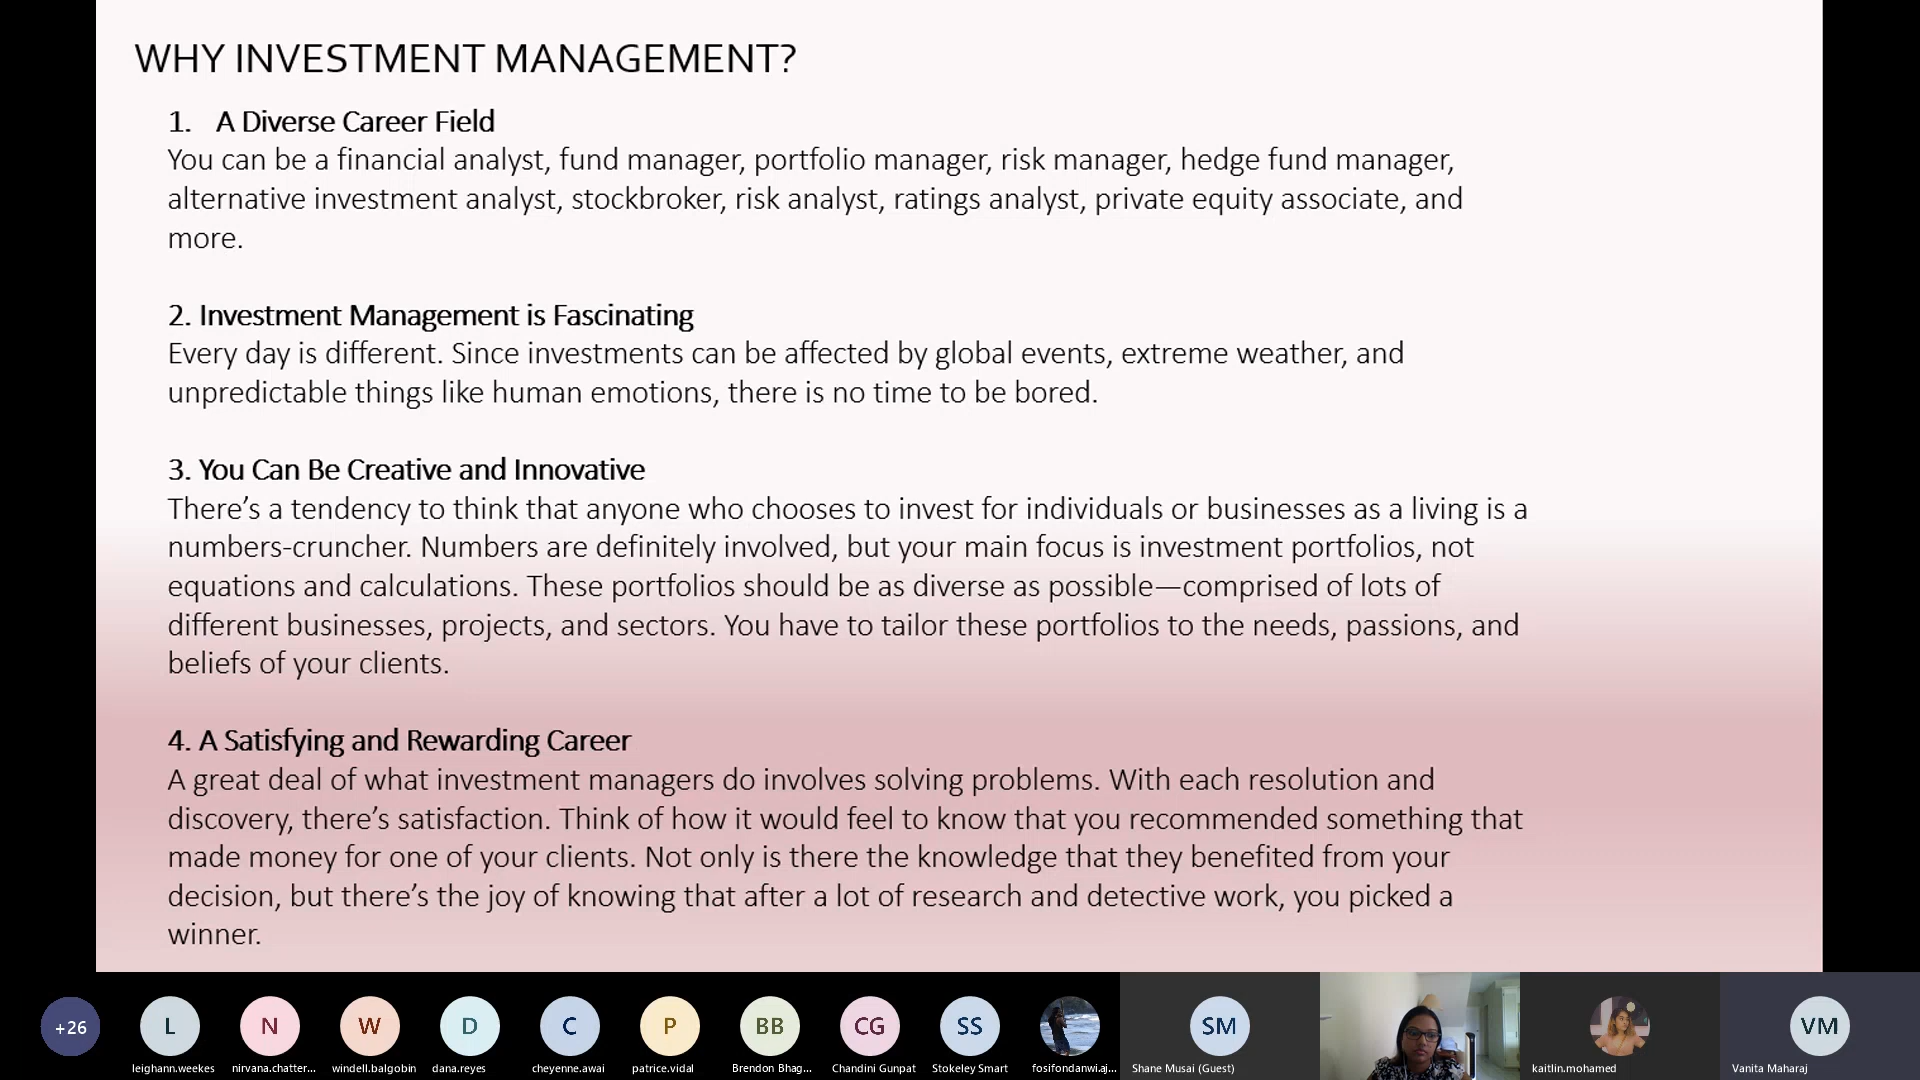 WHY INVESTMENT MANAGEMENT?
1. A Diverse Career Field
You can be a financial analyst, fund manager, portfolio manager, risk manager, hedge fund manager,
alternative investment analyst, stockbroker, risk analyst, ratings analyst, private equity associate, and
more.
2. Investment Management is Fascinating
Every day is different. Since investments can be affected by global events, extreme weather, and
unpredictable things like human emotions, there is no time to be bored.
3. You Can Be Creative and Innovative
There’s a tendency to think that anyone who chooses to invest for individuals or businesses as a living is a
numbers-cruncher. Numbers are definitely involved, but your main focus is investment portfolios, not
equations and calculations. These portfolios should be as diverse as possible—comprised of lots of
different businesses, projects, and sectors. You have to tailor these portfolios to the needs, passions, and
beliefs of your clients.
4. A Satisfying and Rewarding Career
A great deal of what investment managers do involves solving problems. With each resolution and
discovery, there’s satisfaction. Think of how it would feel to know that you recommended something that
made money for one of your clients. Not only is there the knowledge that they benefited from your
decision, but there’s the joy of knowing that after a lot of research and detective work, you picked a
winner.
+26 L N W D C P BB CG SS SM VM
leighann.weekes nirvana.chatter... windell.balgobin dana.reyes cheyenne.awai patrice.vidal Brendon Bhag... Chandini Gunpat Stokeley Smart fosifondanwi.aj... Shane Musai (Guest) kaitlin.mohamed Vanita Maharaj